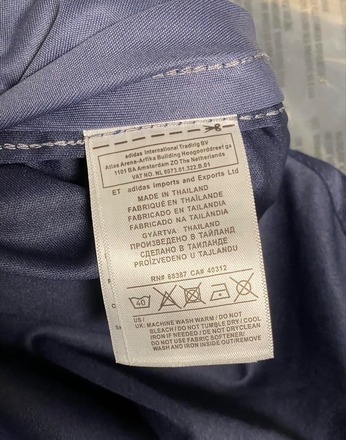 adidas International Trading BV
Atlas Arena-Arfika Building Hoogoorddreef 9a
1101 BA Amsterdam ZO The Netherlands
VAT NO. NL 8073.01.322.B.01
ET adidas Imports and Exports Ltd
MADE IN THAILAND
FABRIQUÉ EN THAÏLANDE
FABRICADO EN TAILANDIA
FABRICADO NA TAILÂNDIA
GYÁRTVA THAIFÖLD
ПРОИЗВЕДЕНО В ТАЙЛАНД
СДЕЛАНО В ТАИЛАНДЕ
PROIZVEDENO U TAJLANDU
RN# 88387 CA# 40312
40
US /
UK: MACHINE WASH WARM / DO NOT
BLEACH / DO NOT TUMBLE DRY / COOL
IRON IF NEEDED / DO NOT DRYCLEAN
DO NOT USE FABRIC SOFTENER/
WASH AND IRON INSIDE OUT/REMOVE